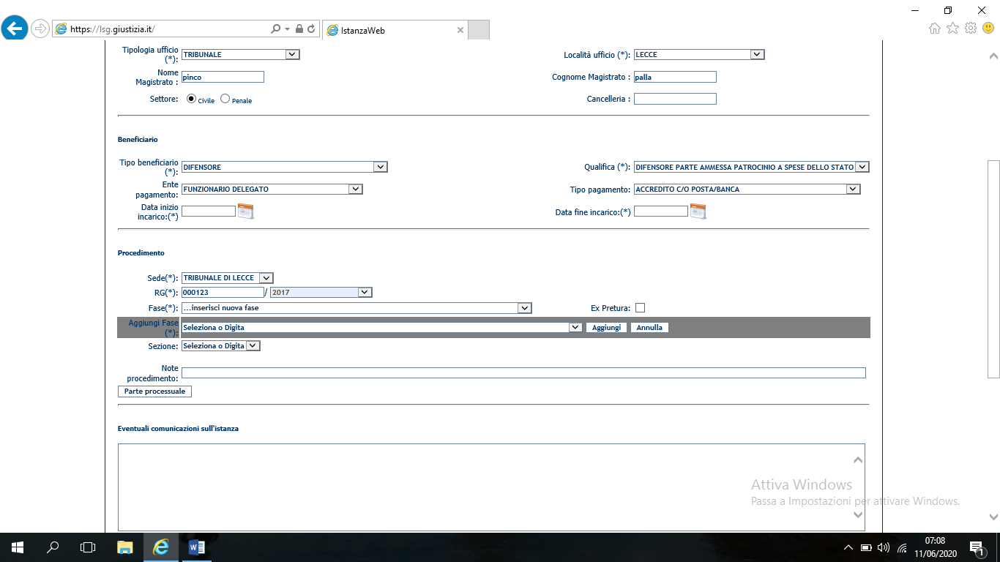 https://lsg.giustizia.it/
IstanzaWeb
Tipologia ufficio (*): TRIBUNALE Località ufficio (*): LECCE
Nome Magistrato : pinco Cognome Magistrato : palla
Settore: Civile Penale Cancelleria :
Beneficiario
Tipo beneficiario (*): DIFENSORE Qualifica (*): DIFENSORE PARTE AMMESSA PATROCINIO A SPESE DELLO STATO
Ente pagamento: FUNZIONARIO DELEGATO Tipo pagamento: ACCREDITO C/O POSTA/BANCA
Data inizio incarico:(*) Data fine incarico:(*)
Procedimento
Sede(*): TRIBUNALE DI LECCE
RG(*): 000123 / 2017
Fase(*): ...inserisci nuova fase Ex Pretura:
Aggiungi Fase (*): Seleziona o Digita Aggiungi Annulla
Sezione: Seleziona o Digita
Note procedimento:
Parte processuale
Eventuali comunicazioni sull'istanza
Attiva Windows
Passa a Impostazioni per attivare Windows.
07:08
11/06/2020
1